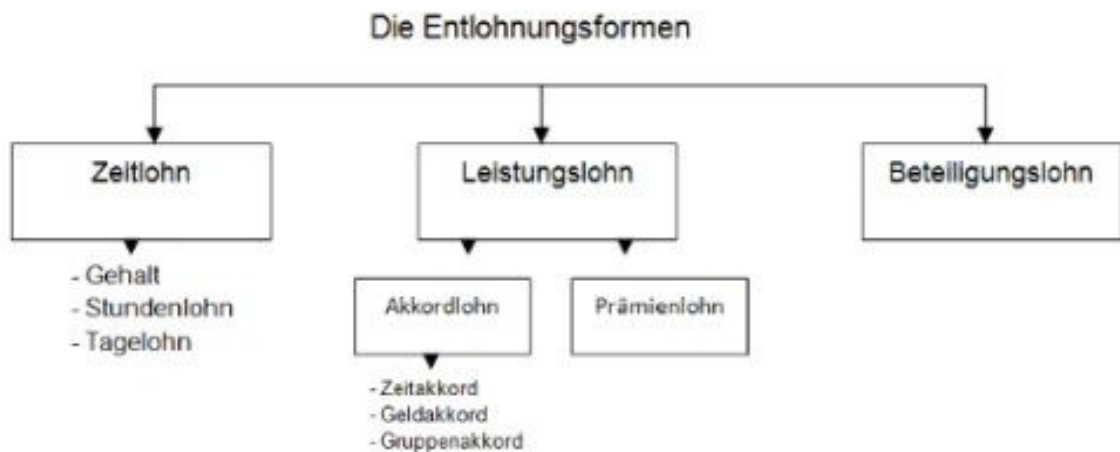 Die Entlohnungsformen
Zeitlohn
Leistungslohn
Beteiligungslohn
- Gehalt
- Stundenlohn
- Tagelohn
Akkordlohn
Prämienlohn
- Zeitakkord
- Geldakkord
- Gruppenakkord